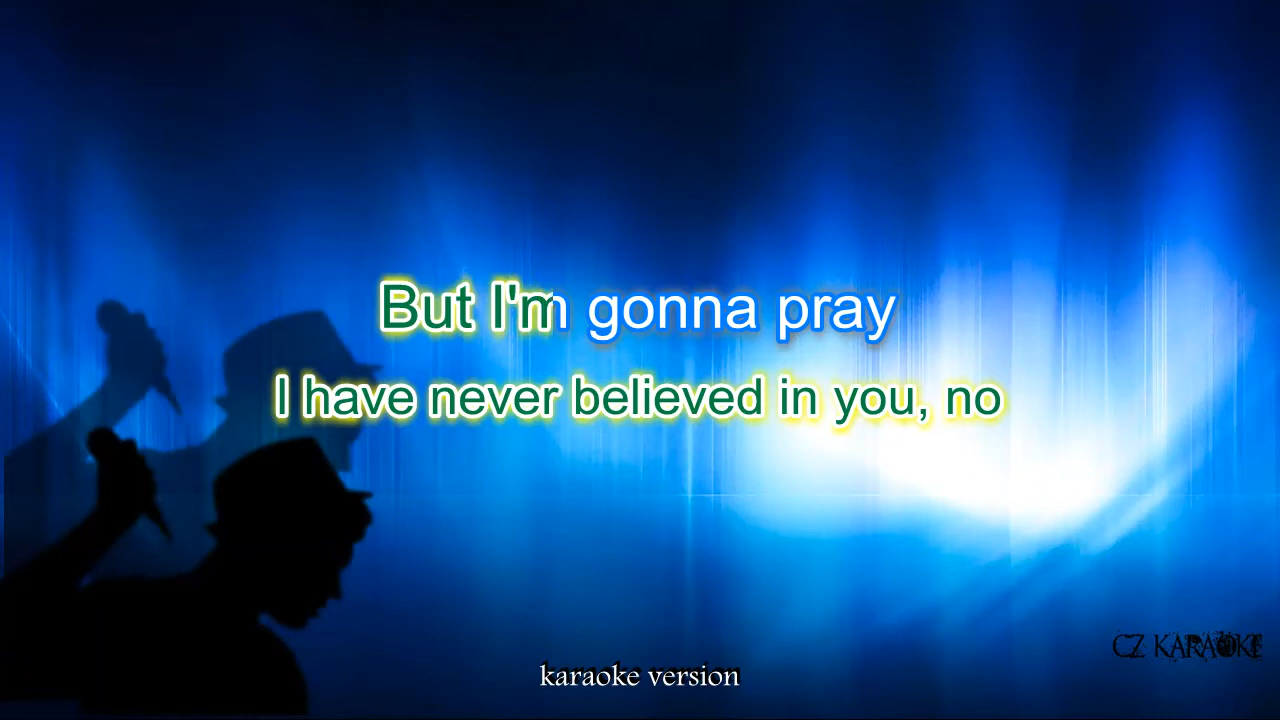 But I'm gonna pray
I have never believed in you, no
CZ KARAOKE
karaoke version